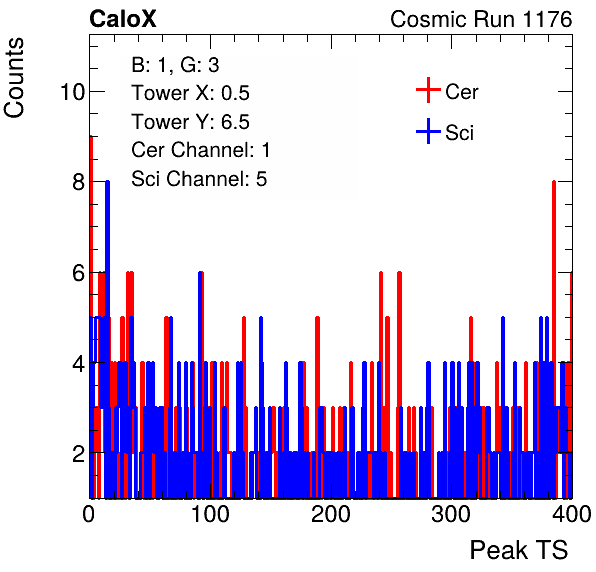 CaloX Cosmic Run 1176
Counts
B: 1, G: 3
Tower X: 0.5
Tower Y: 6.5
Cer Channel: 1
Sci Channel: 5
Cer
Sci
10
8
6
4
2
0 100 200 300 400
Peak TS